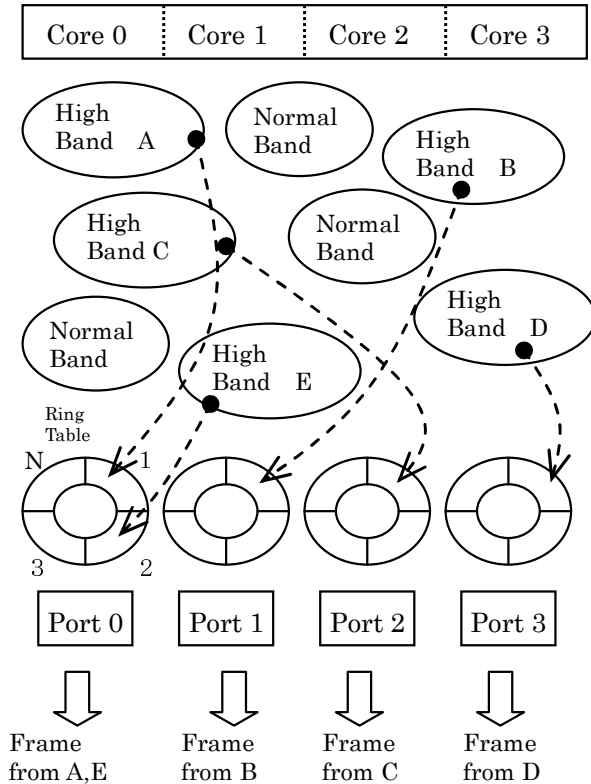 Core 0 Core 1 Core 2 Core 3
High
Band A
Normal
Band
High
Band B
High
Band C
Normal
Band
High
Band D
Normal
Band
High
Band E
Ring
Table
N 1
3 2
Port 0 Port 1 Port 2 Port 3
Frame Frame Frame Frame
from A,E from B from C from D